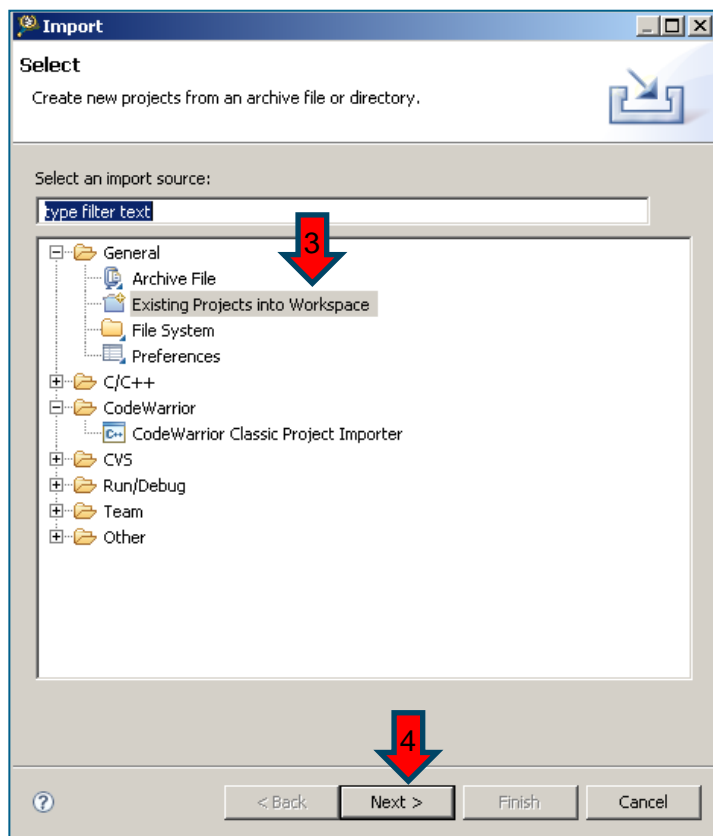 Import
Select
Create new projects from an archive file or directory.
Select an import source:
type filter text
3
General
Archive File
Existing Projects into Workspace
File System
Preferences
C/C++
CodeWarrior
C++ CodeWarrior Classic Project Importer
CVS
Run/Debug
Team
Other
4
? < Back Next > Finish Cancel